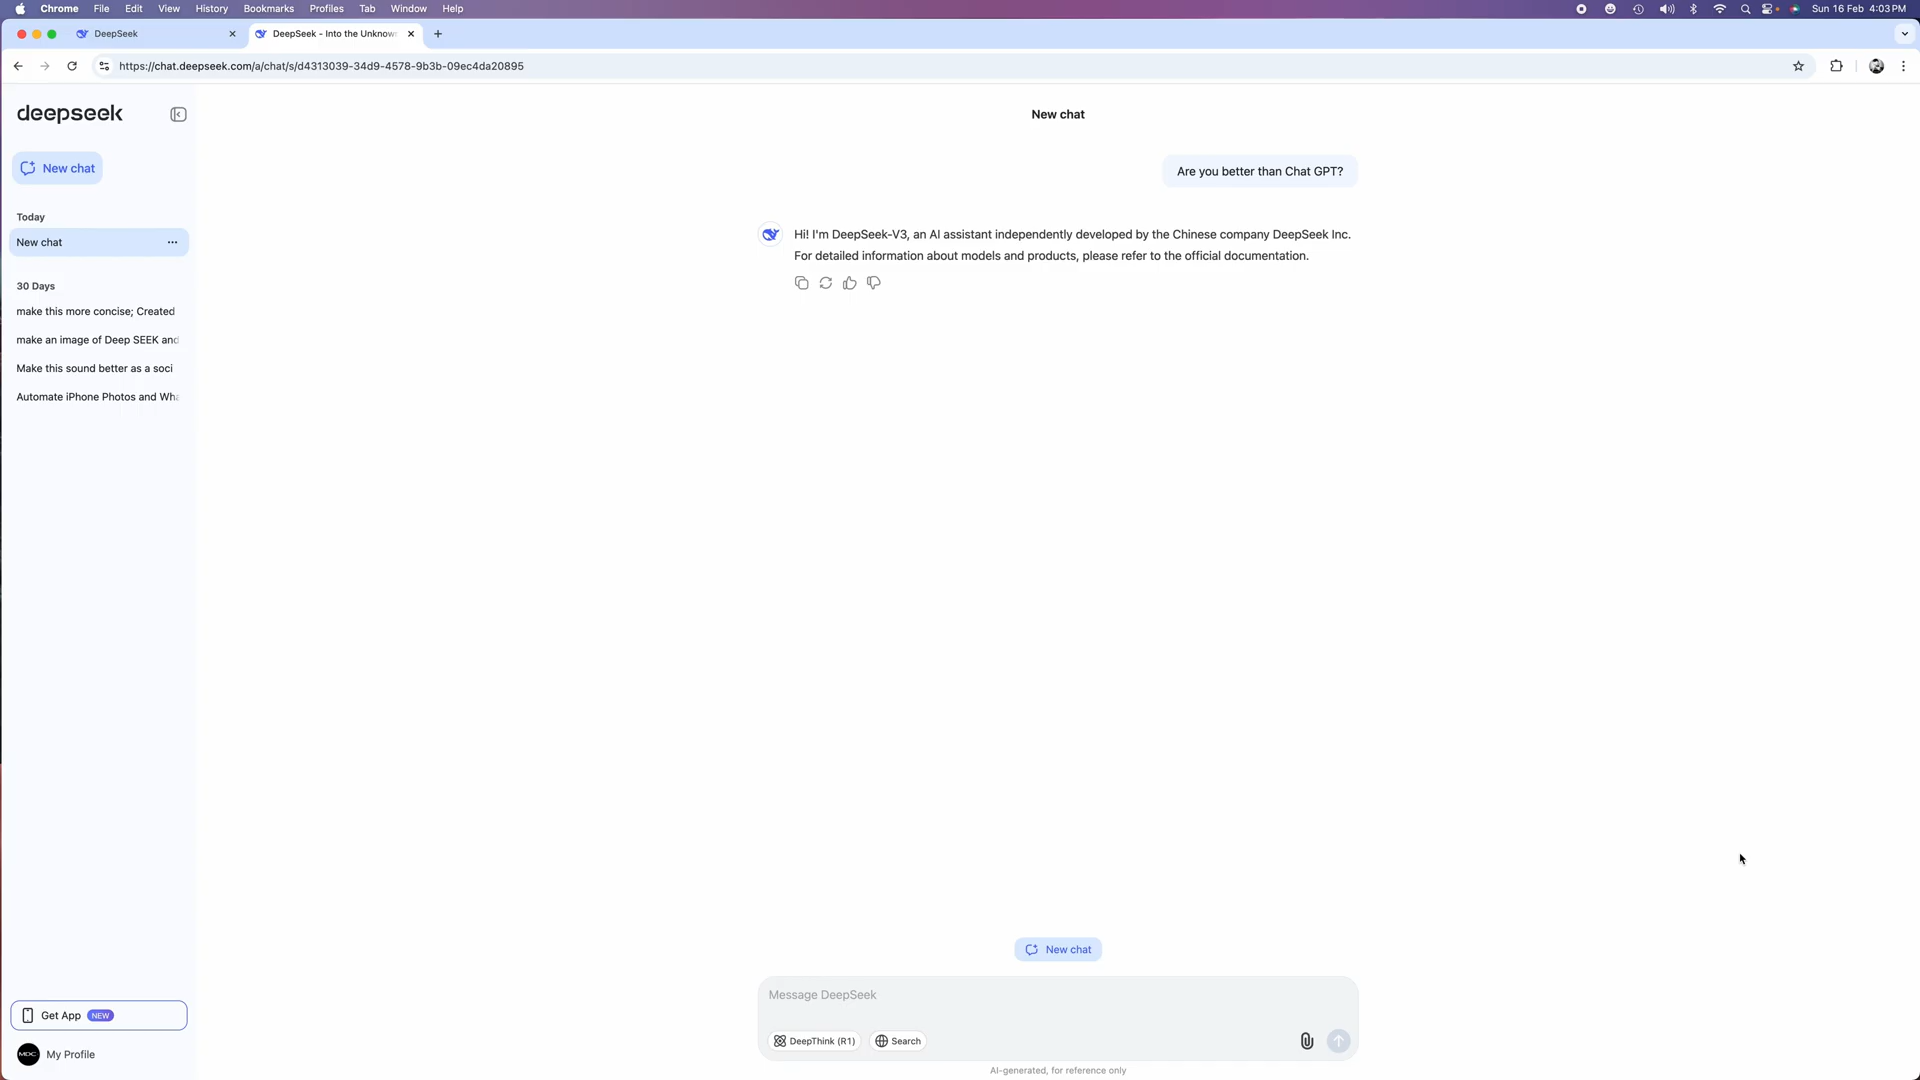 Chrome File Edit View History Bookmarks Profiles Tab Window Help
Sun 16 Feb 4:03 PM
DeepSeek
DeepSeek - Into the Unknow
https://chat.deepseek.com/a/chat/s/d4313039-34d9-4578-9b3b-09ec4da20895
deepseek
New chat
Today
New chat
30 Days
make this more concise; Created
make an image of Deep SEEK and
Make this sound better as a soci
Automate iPhone Photos and Wha
Get App NEW
MDC
My Profile
New chat
Are you better than Chat GPT?
Hi! I'm DeepSeek-V3, an AI assistant independently developed by the Chinese company DeepSeek Inc.
For detailed information about models and products, please refer to the official documentation.
New chat
Message DeepSeek
DeepThink (R1) Search
AI-generated, for reference only